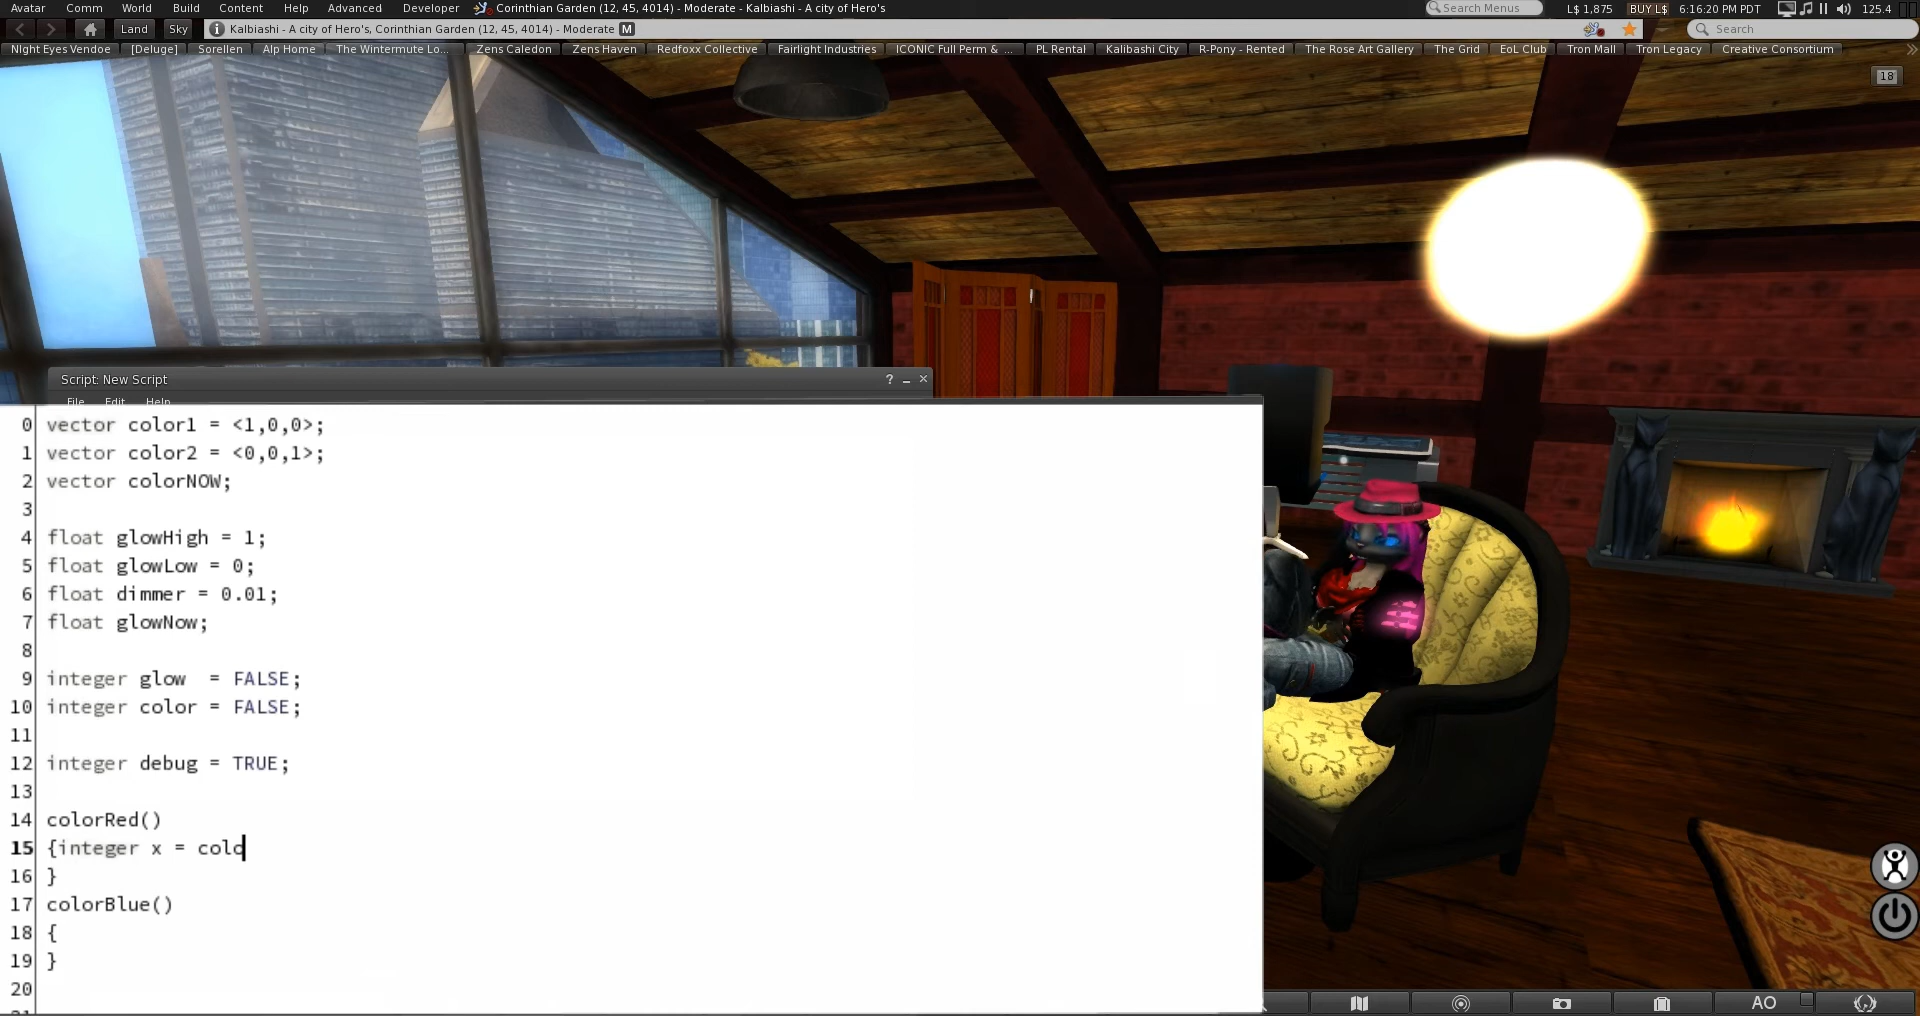 Avatar Comm World Build Content Help Advanced Developer Corinthian Garden (12, 45, 4014) - Moderate - Kalbiashi - A city of Hero's Search Menus L$ 1,875 BUY L$ 6:16:20 PM PDT 125.4
Land Sky Kalbiashi - A city of Hero's, Corinthian Garden (12, 45, 4014) - Moderate M Search
Night Eyes Vendoe [Deluge] Sorellen Alp Home The Wintermute Lo... Zens Caledon Zens Haven Redfoxx Collective Fairlight Industries ICONIC Full Perm & ... PL Rental Kalibashi City R-Pony - Rented The Rose Art Gallery The Grid EoL Club Tron Mall Tron Legacy Creative Consortium
18
Script: New Script ?
File Edit Help
0 vector color1 = <1,0,0>;
1 vector color2 = <0,0,1>;
2 vector colorNOW;
3
4 float glowHigh = 1;
5 float glowLow = 0;
6 float dimmer = 0.01;
7 float glowNow;
8
9 integer glow  = FALSE;
10 integer color = FALSE;
11
12 integer debug = TRUE;
13
14 colorRed()
15 {integer x = colo
16 }
17 colorBlue()
18 {
19 }
20
AO